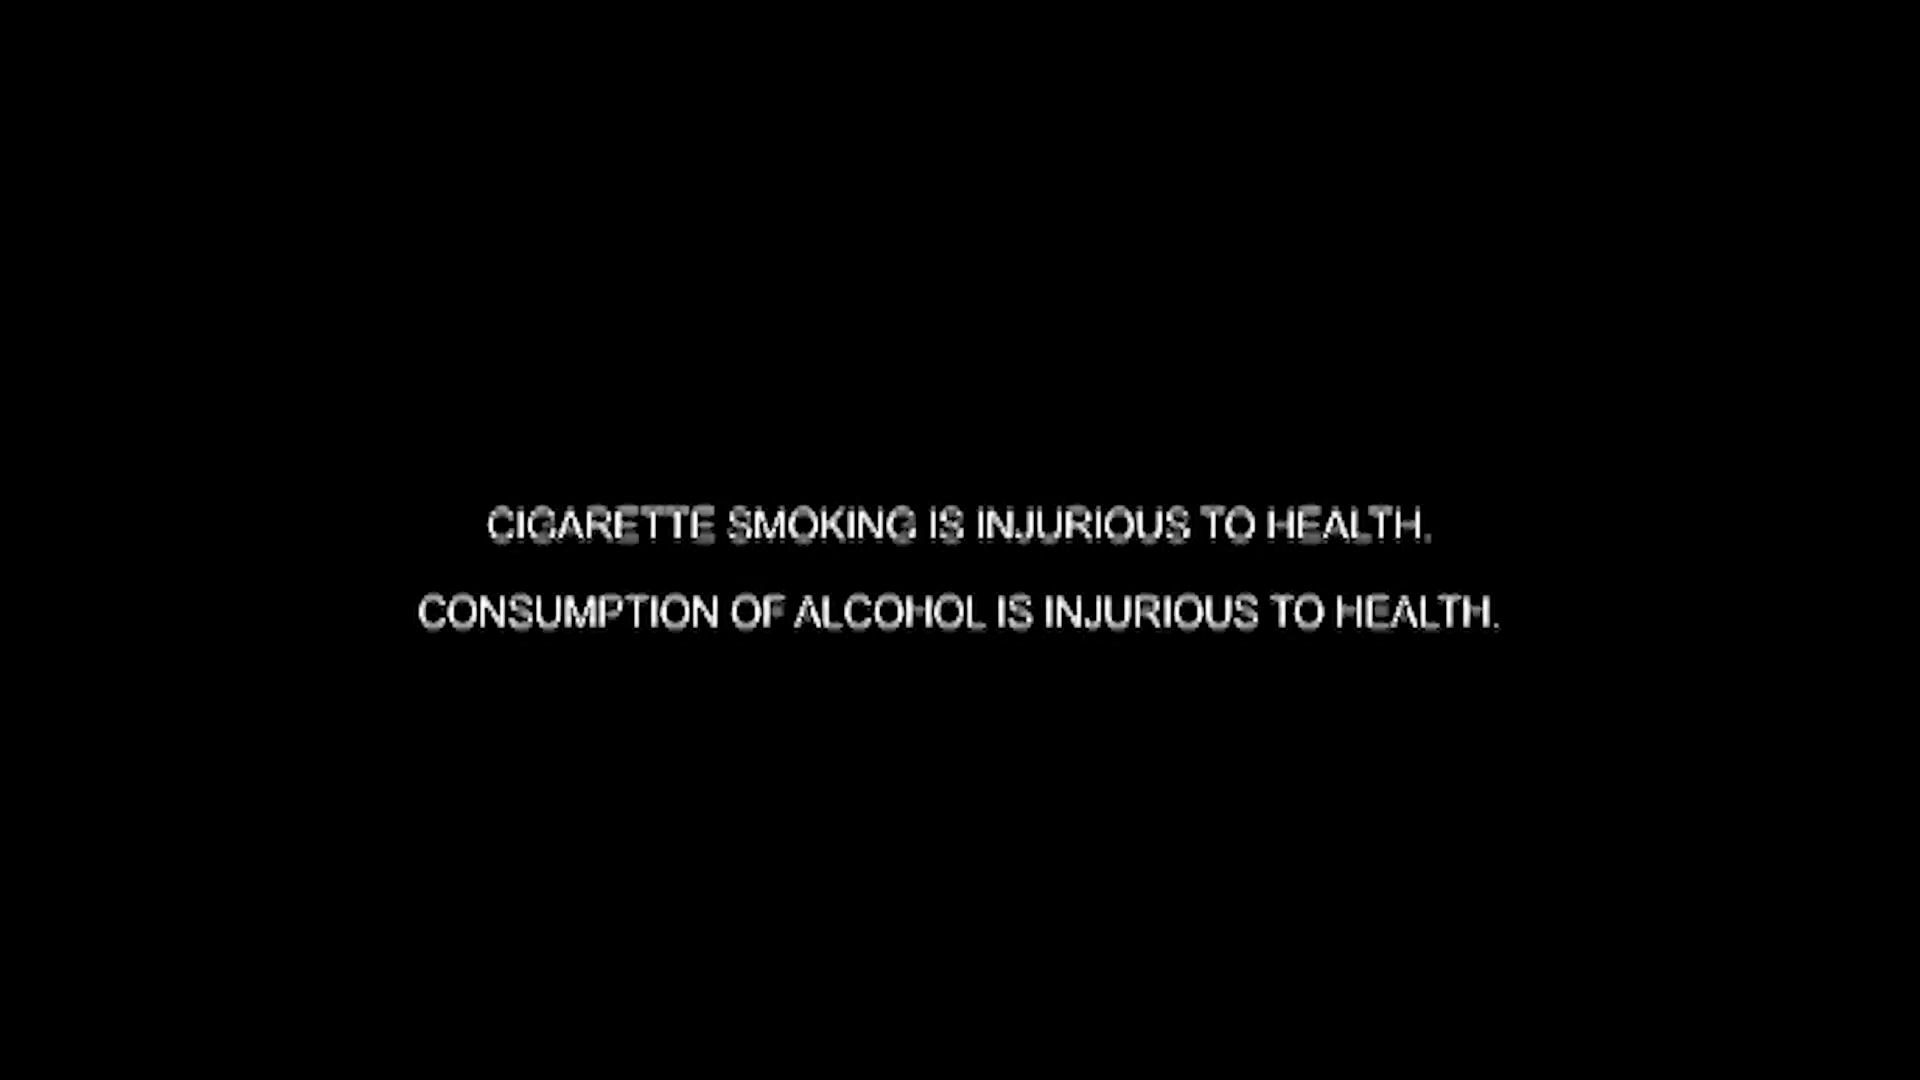 CIGARETTE SMOKING IS INJURIOUS TO HEALTH.
CONSUMPTION OF ALCOHOL IS INJURIOUS TO HEALTH.